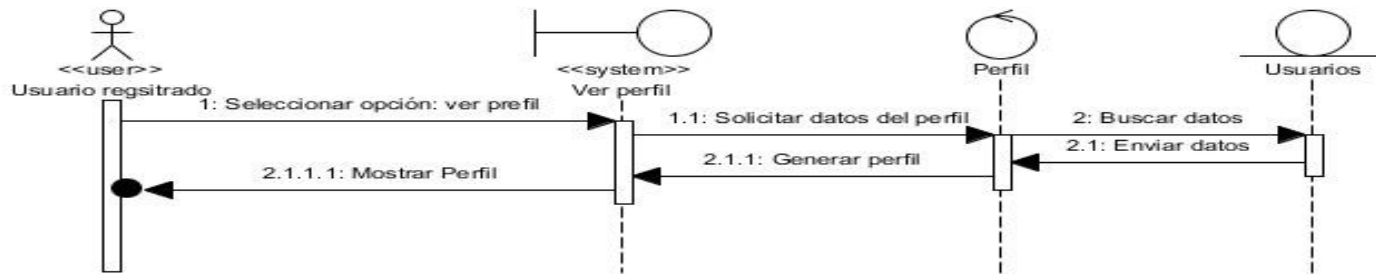 <<user>>
Usuario regsitrado
<<system>>
Ver perfil
Perfil
Usuarios
1: Seleccionar opción: ver prefil
1.1: Solicitar datos del perfil
2: Buscar datos
2.1: Enviar datos
2.1.1: Generar perfil
2.1.1.1: Mostrar Perfil